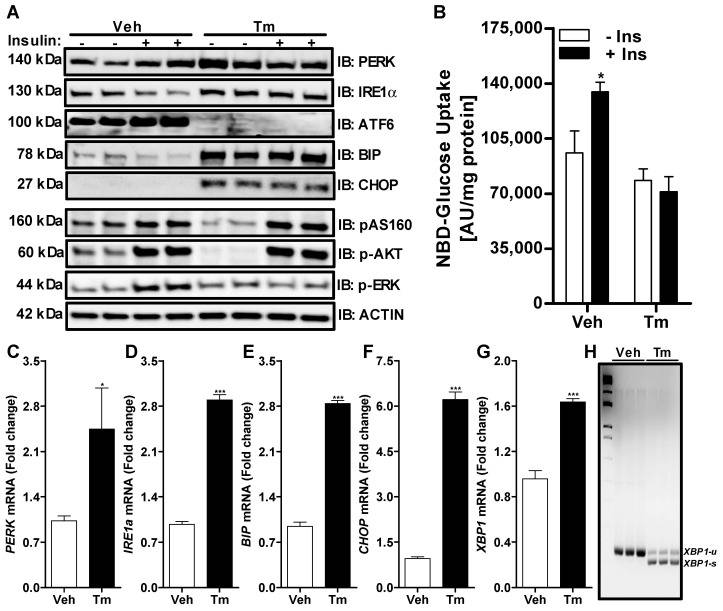 A
Veh Tm
Insulin: - - + + - - + +
140 kDa IB: PERK
130 kDa IB: IRE1α
100 kDa IB: ATF6
78 kDa IB: BIP
27 kDa IB: CHOP
160 kDa IB: pAS160
60 kDa IB: p-AKT
44 kDa IB: p-ERK
42 kDa IB: ACTIN
B
- Ins
+ Ins
NBD-Glucose Uptake
[AU/mg protein]
175,000
140,000
105,000
70,000
35,000
0
*
Veh Tm
C
PERK mRNA (Fold change)
3.5
2.8
2.1
1.4
0.7
0.0
*
Veh Tm
D
IRE1a mRNA (Fold change)
3.5
2.8
2.1
1.4
0.7
0.0
***
Veh Tm
E
BIP mRNA (Fold change)
3.5
2.8
2.1
1.4
0.7
0.0
***
Veh Tm
F
CHOP mRNA (Fold change)
7.5
6.0
4.5
3.0
1.5
0.0
***
Veh Tm
G
XBP1 mRNA (Fold change)
2.0
1.6
1.2
0.8
0.4
0.0
***
Veh Tm
H
Veh Tm
XBP1-u
XBP1-s